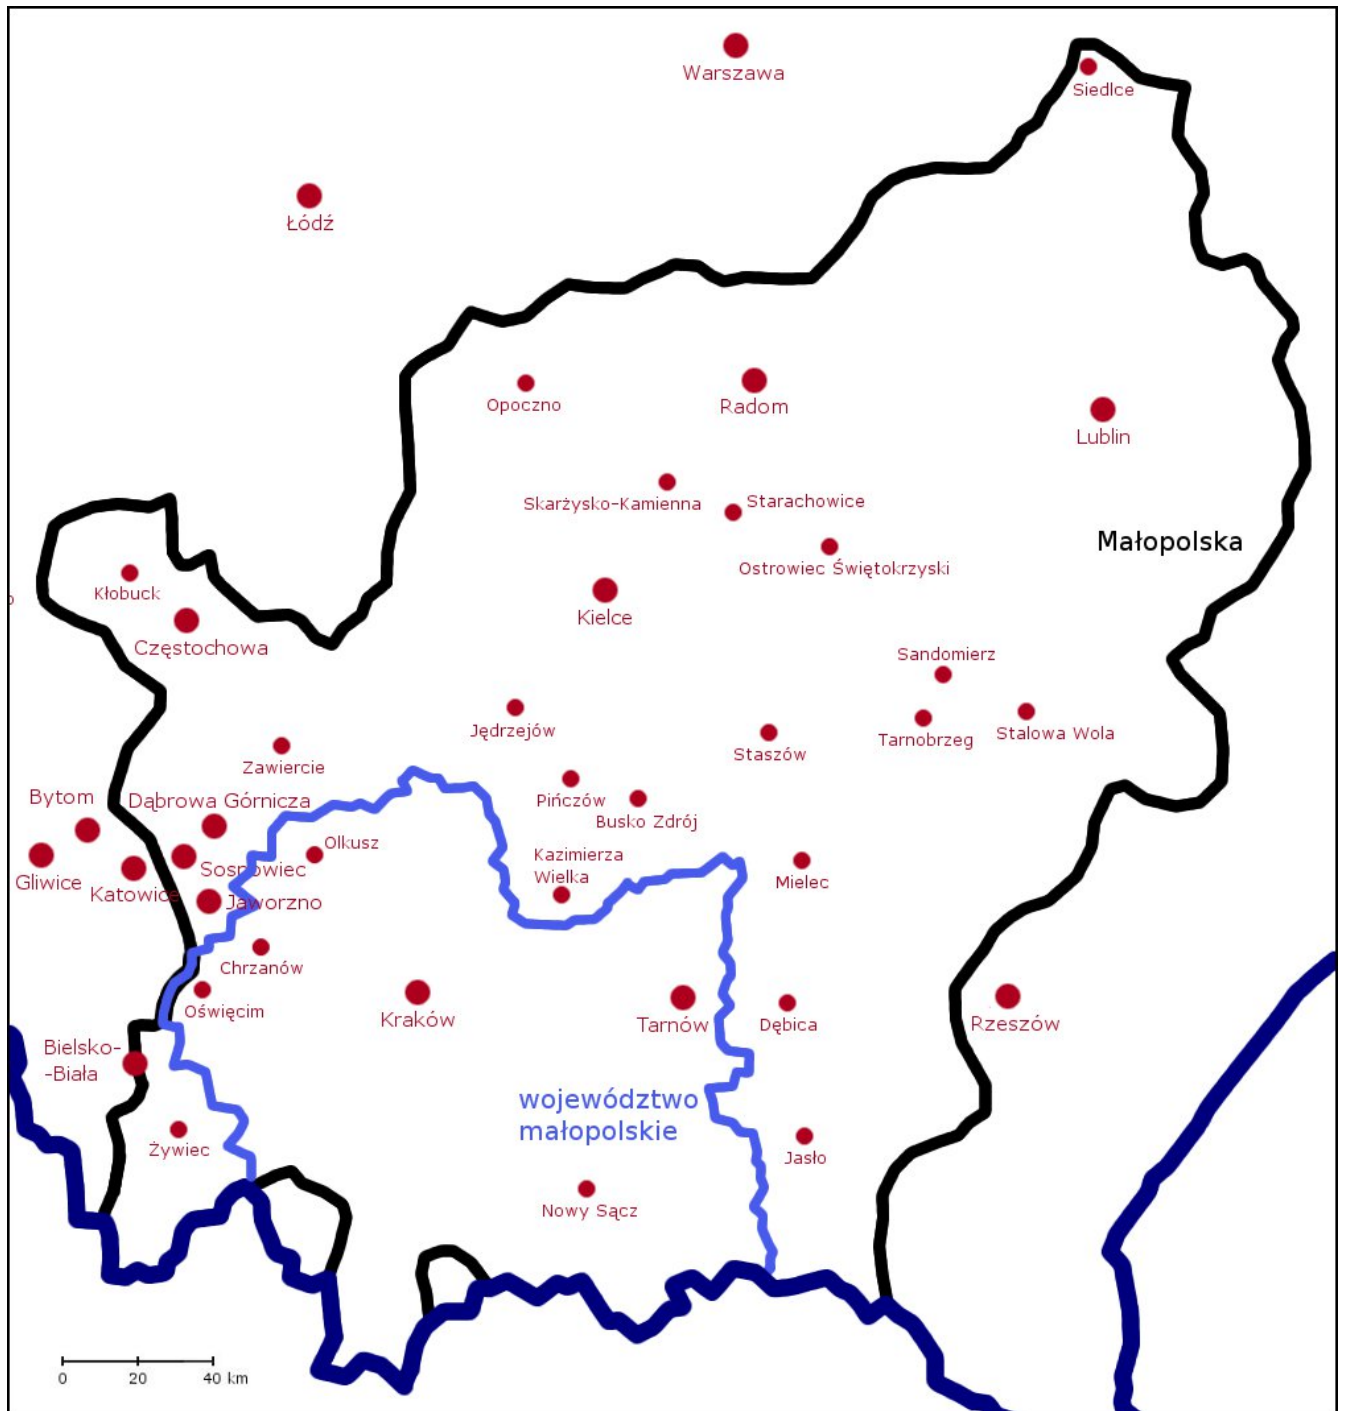 Warszawa
Siedlce
Łódź
Opoczno
Radom
Lublin
Skarżysko-Kamienna
Starachowice
Małopolska
Ostrowiec Świętokrzyski
Kłobuck
Kielce
Częstochowa
Sandomierz
Jędrzejów
Staszów
Tarnobrzeg
Stalowa Wola
Zawiercie
Bytom
Dąbrowa Górnicza
Pińczów
Busko Zdrój
Olkusz
Kazimierza
Wielka
Gliwice
Katowice
Sosnowiec
Mielec
Jaworzno
Chrzanów
Oświęcim
Kraków
Tarnów
Dębica
Rzeszów
Bielsko-
-Biała
województwo
małopolskie
Żywiec
Jasło
Nowy Sącz
0 20 40 km